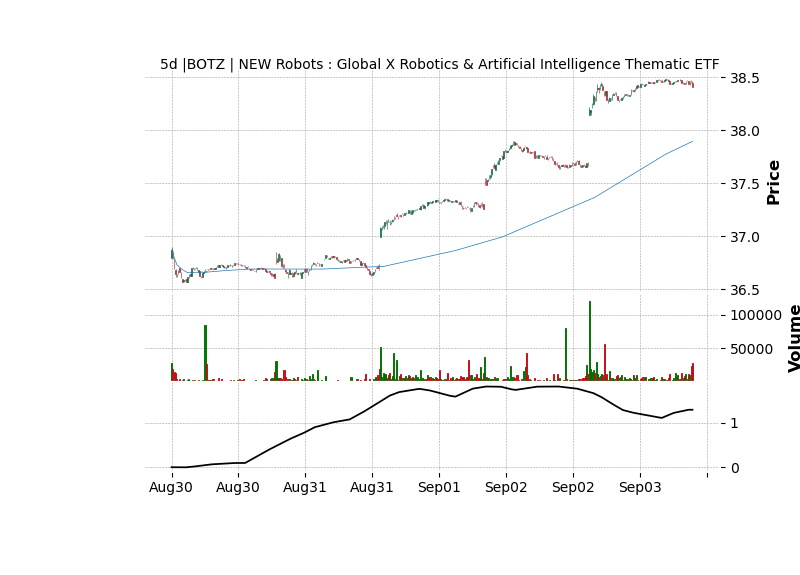 5d |BOTZ | NEW Robots : Global X Robotics & Artificial Intelligence Thematic ETF
38.5
38.0
37.5
37.0
36.5
Price
100000
50000
Volume
1
0
Aug30 Aug30 Aug31 Aug31 Sep01 Sep02 Sep02 Sep03